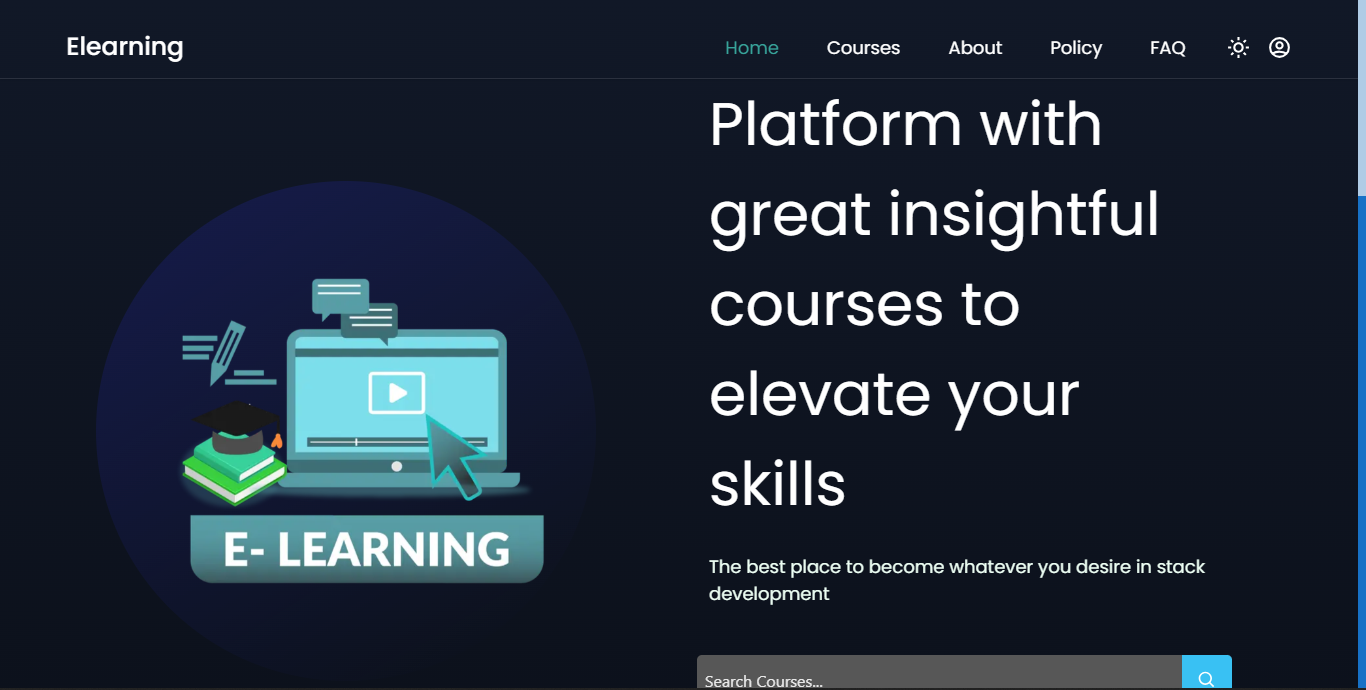 Elearning
Home Courses About Policy FAQ
Platform with
great insightful
courses to
elevate your
skills
E- LEARNING
The best place to become whatever you desire in stack
development
Search Courses...